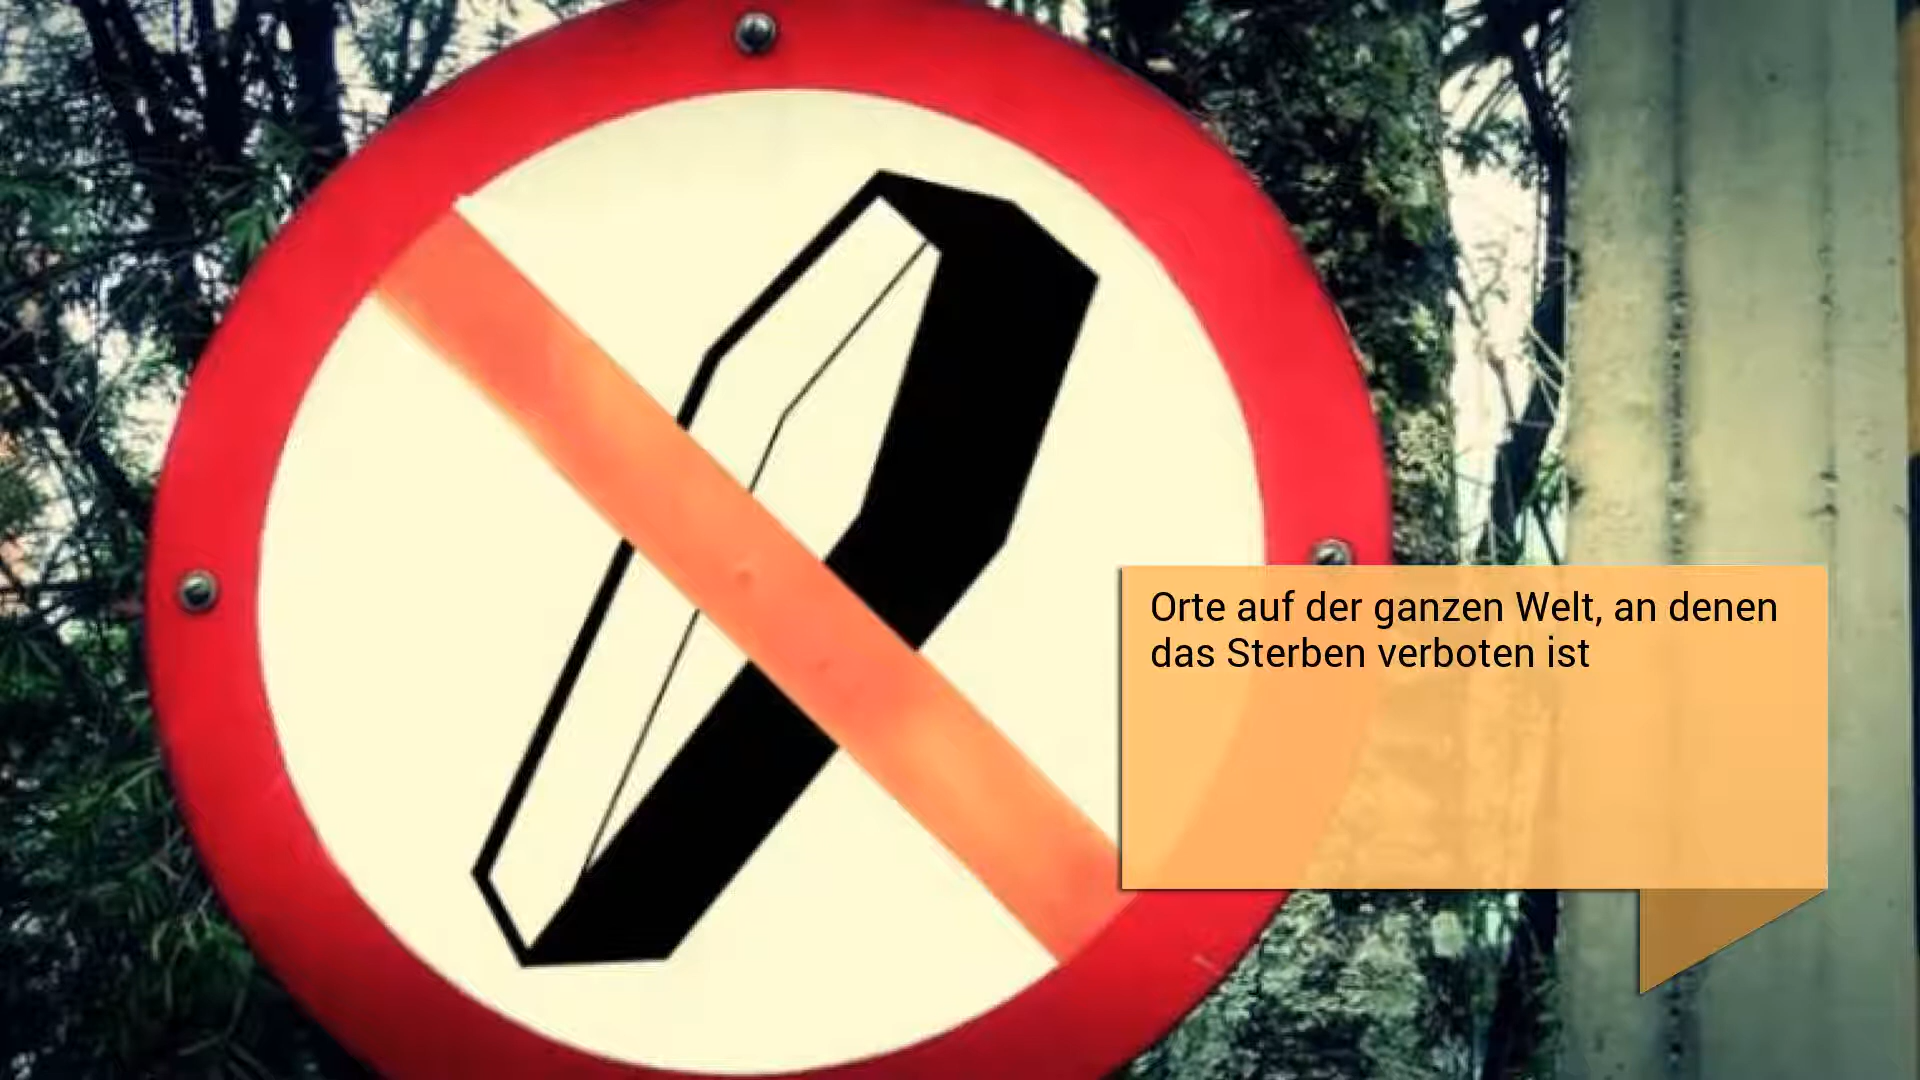 Orte auf der ganzen Welt, an denen
das Sterben verboten ist